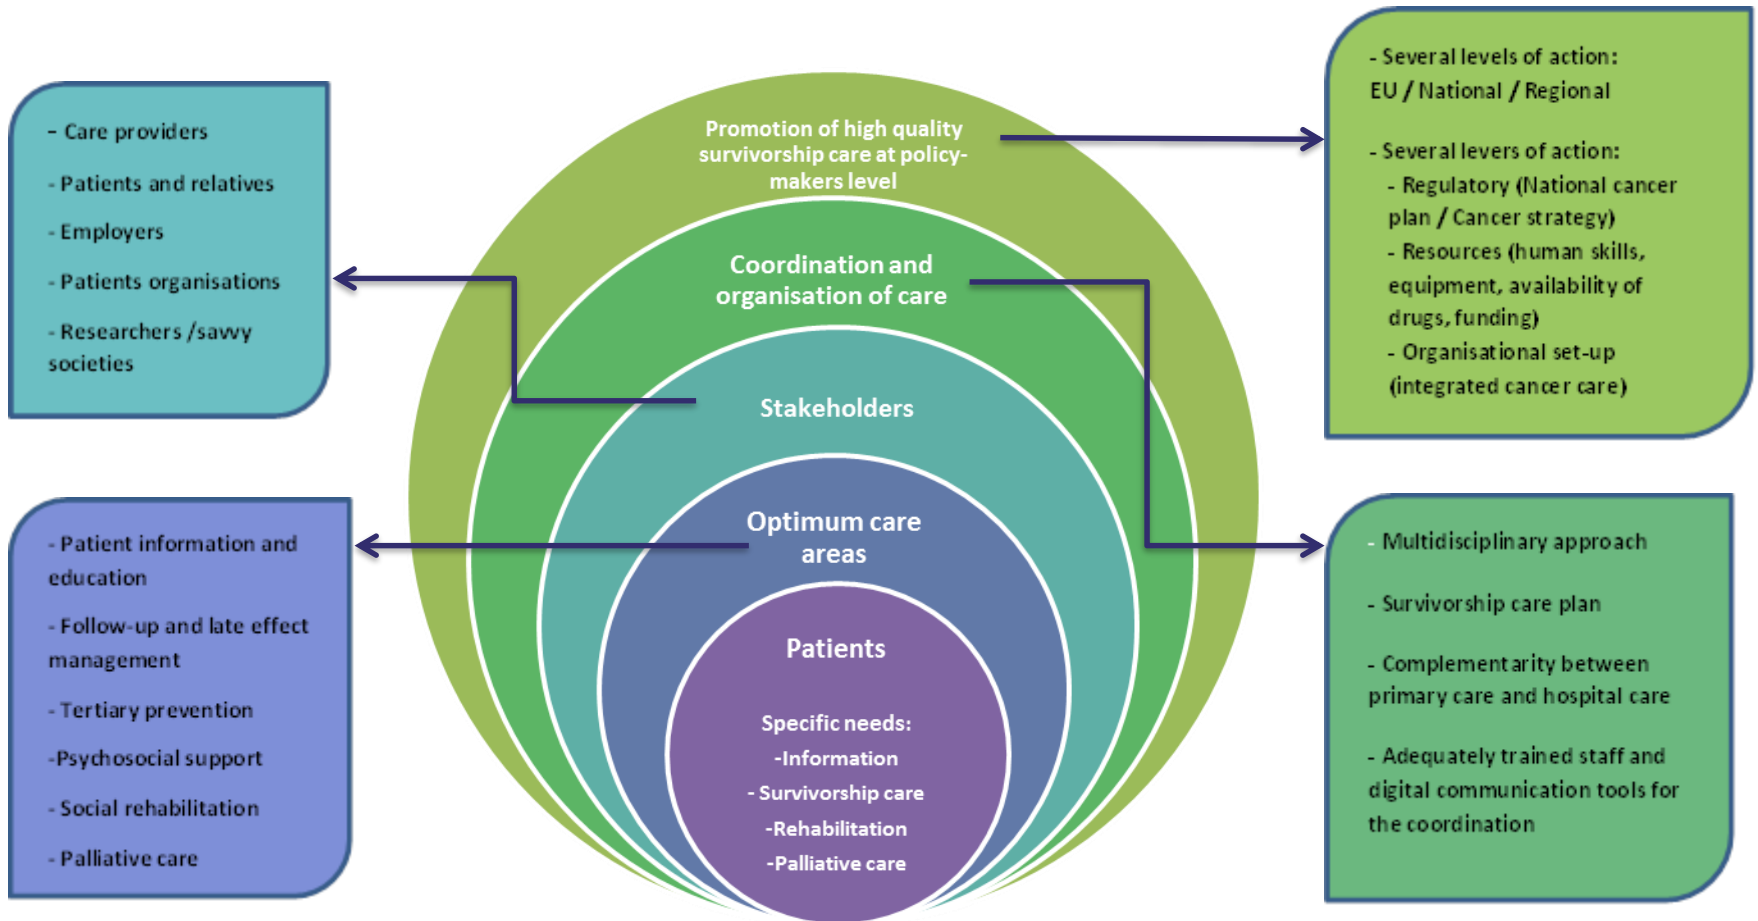 - Care providers
- Patients and relatives
- Employers
- Patients organisations
- Researchers /savvy
societies
- Patient information and
education
- Follow-up and late effect
management
- Tertiary prevention
-Psychosocial support
- Social rehabilitation
- Palliative care
Promotion of high quality
survivorship care at policy-
makers level
Coordination and
organisation of care
Stakeholders
Optimum care
areas
Patients
Specific needs:
-Information
- Survivorship care
-Rehabilitation
-Palliative care
- Several levels of action:
EU / National / Regional
- Several levers of action:
- Regulatory (National cancer
plan / Cancer strategy)
- Resources (human skills,
equipment, availability of
drugs, funding)
- Organisational set-up
(integrated cancer care)
- Multidisciplinary approach
- Survivorship care plan
- Complementarity between
primary care and hospital care
- Adequately trained staff and
digital communication tools for
the coordination